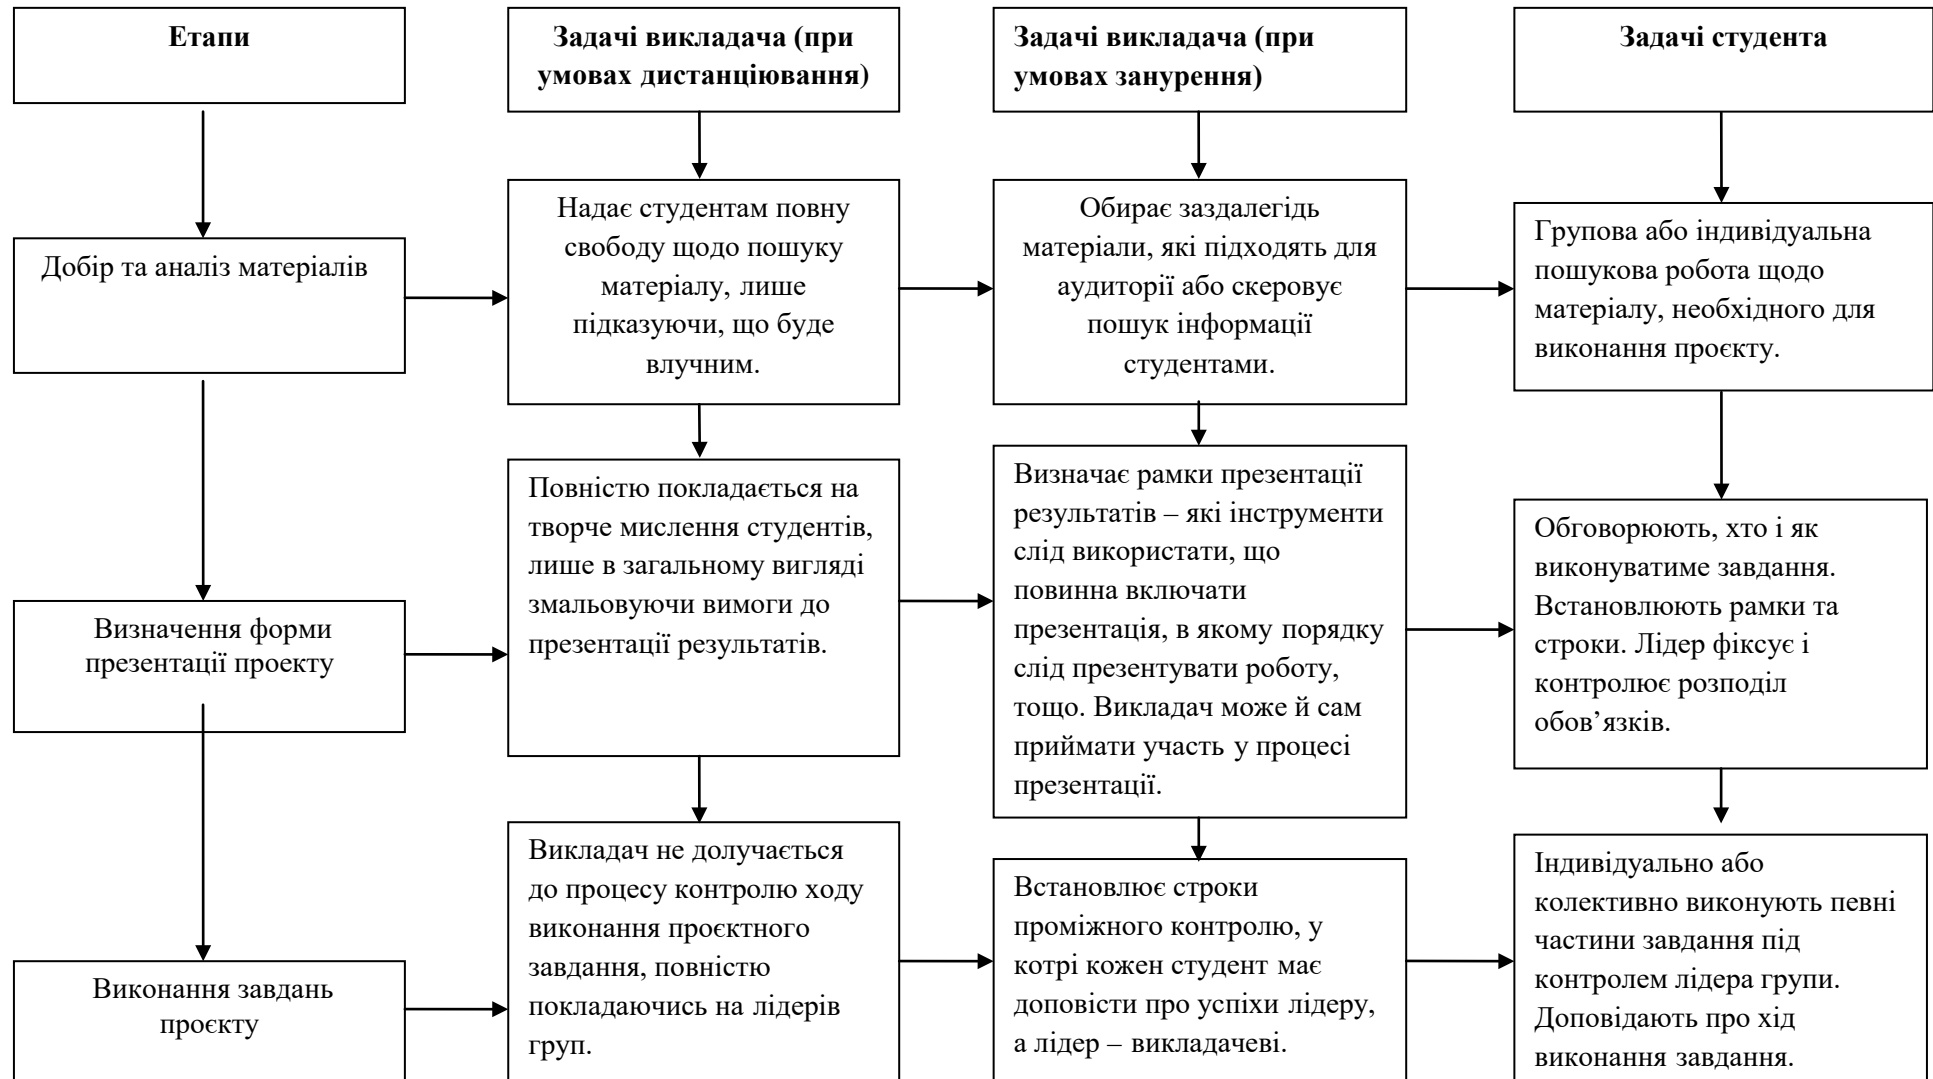 Етапи
Задачі викладача (при
умовах дистанціювання)
Задачі викладача (при
умовах занурення)
Задачі студента
Добір та аналіз матеріалів
Надає студентам повну
свободу щодо пошуку
матеріалу, лише
підказуючи, що буде
влучним.
Обирає заздалегідь
матеріали, які підходять для
аудиторії або скеровує
пошук інформації
студентами.
Групова або індивідуальна
пошукова робота щодо
матеріалу, необхідного для
виконання проєкту.
Визначення форми
презентації проекту
Повністю покладається на
творче мислення студентів,
лише в загальному вигляді
змальовуючи вимоги до
презентації результатів.
Визначає рамки презентації
результатів – які інструменти
слід використати, що
повинна включати
презентація, в якому порядку
слід презентувати роботу,
тощо. Викладач може й сам
приймати участь у процесі
презентації.
Обговорюють, хто і як
виконуватиме завдання.
Встановлюють рамки та
строки. Лідер фіксує і
контролює розподіл
обов’язків.
Виконання завдань
проєкту
Викладач не долучається
до процесу контролю ходу
виконання проєктного
завдання, повністю
покладаючись на лідерів
груп.
Встановлює строки
проміжного контролю, у
котрі кожен студент має
доповісти про успіхи лідеру,
а лідер – викладачеві.
Індивідуально або
колективно виконують певні
частини завдання під
контролем лідера групи.
Доповідають про хід
виконання завдання.